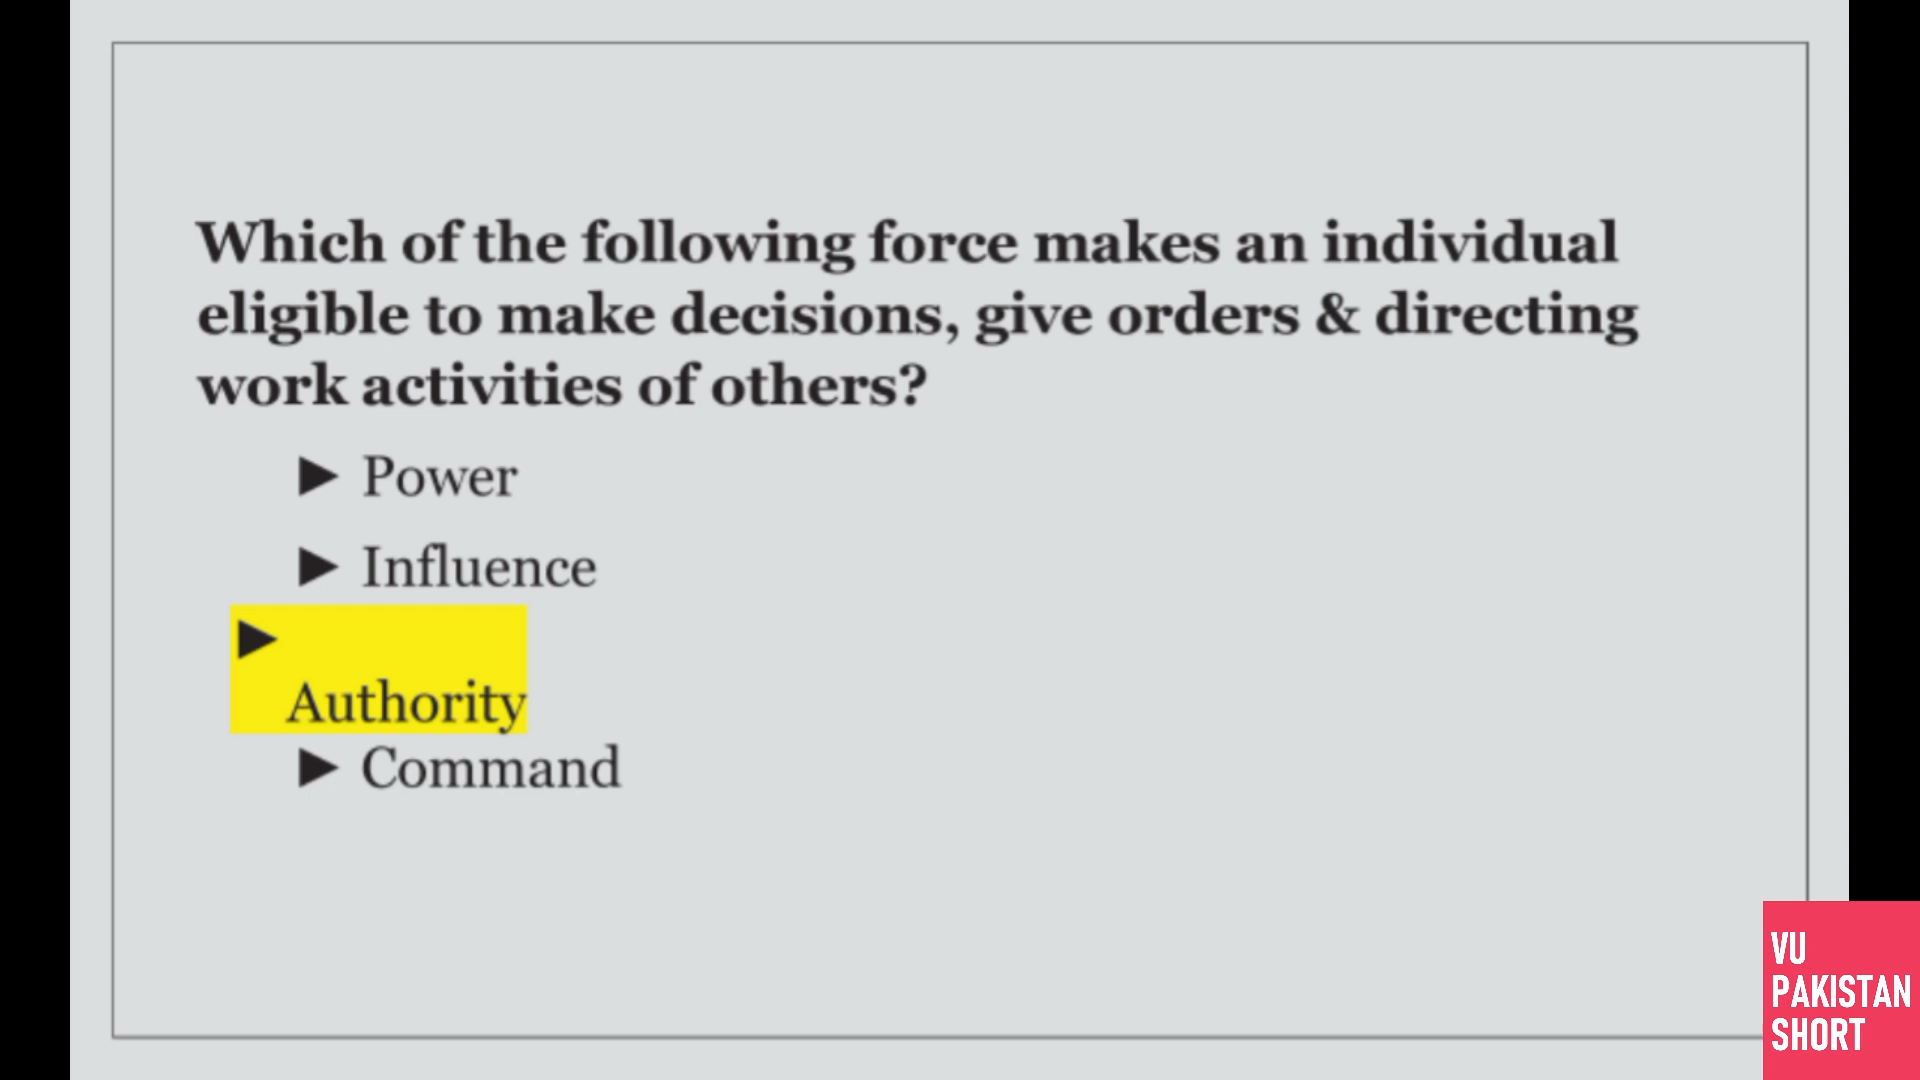 Which of the following force makes an individual
eligible to make decisions, give orders & directing
work activities of others?
► Power
► Influence
►
Authority
► Command
VU
PAKISTAN
SHORT